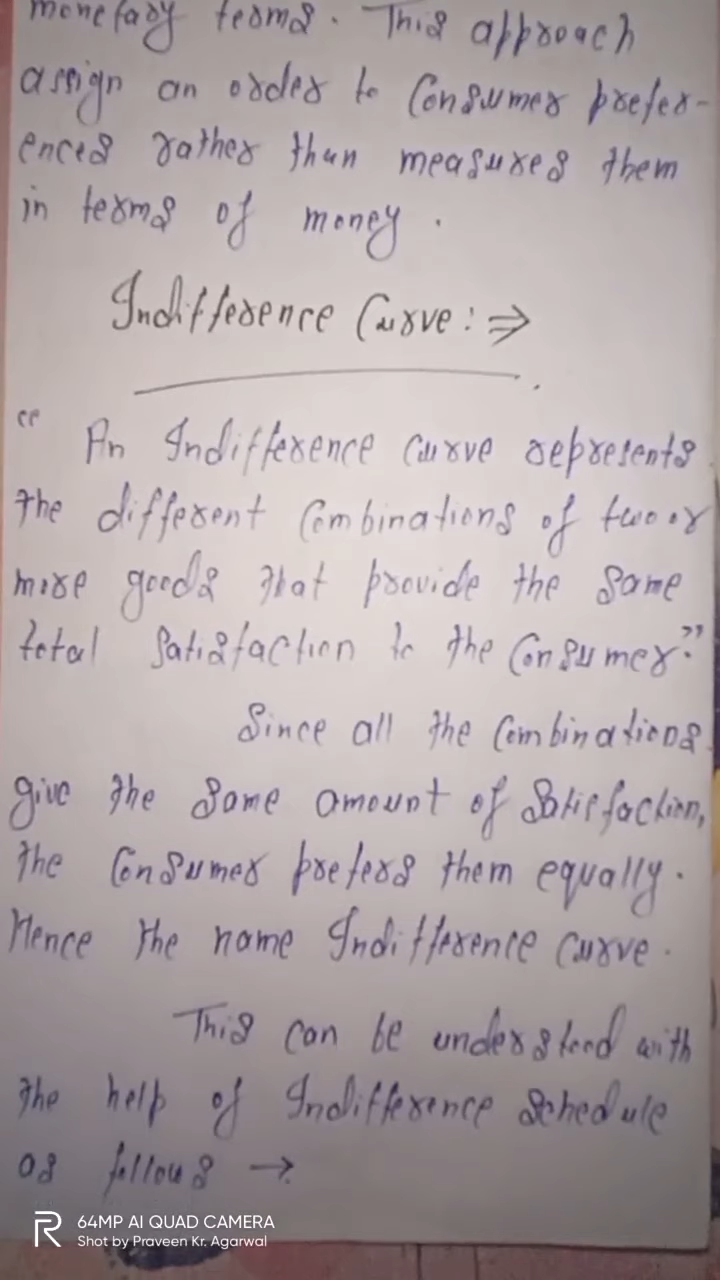 monetary terms. This approach
assign an order to Consumer prefer-
ences rather than measures them
in terms of money.
Indifference Curve: ⇒
“ An Indifference curve represents
the different Combinations of two or
more goods that provide the same
total Satisfaction to the Consumer.”
Since all the Combinations
give the same amount of Satisfaction,
the Consumer prefers them equally.
Hence the name Indifference curve.
This can be understood with
the help of Indifference Schedule
as follows →
64MP AI QUAD CAMERA
Shot by Praveen Kr. Agarwal